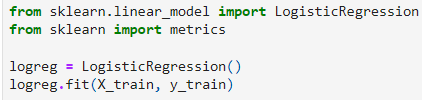 from sklearn.linear_model import LogisticRegression
from sklearn import metrics
logreg = LogisticRegression()
logreg.fit(X_train, y_train)